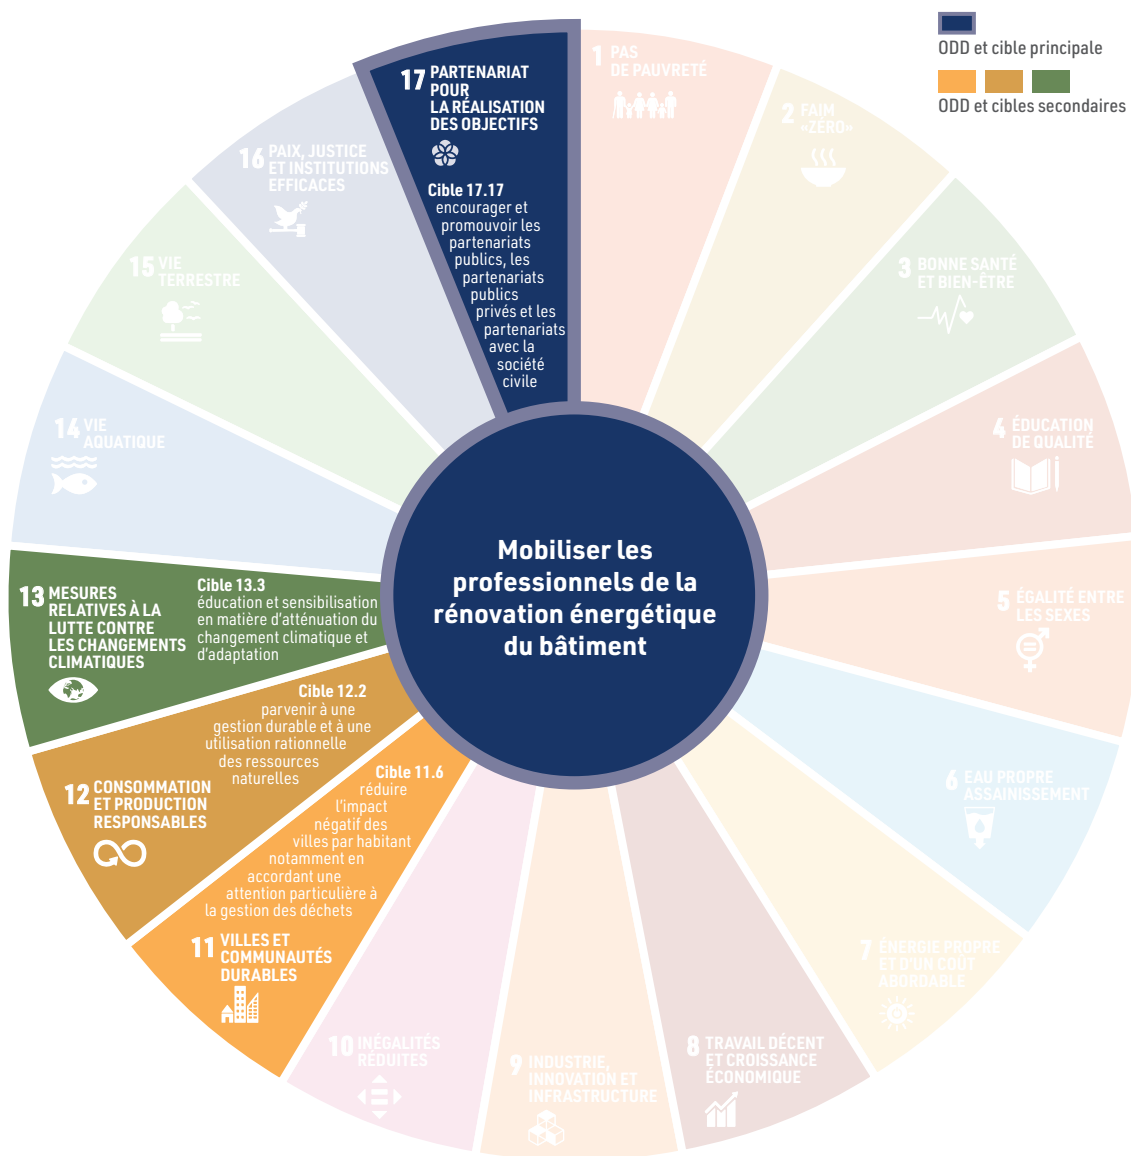 ODD et cible principale
ODD et cibles secondaires
17 PARTENARIAT
POUR
LA RÉALISATION
DES OBJECTIFS
Cible 17.17
encourager et
promouvoir les
partenariats
publics, les
partenariats
publics
privés et les
partenariats
avec la
société
civile
1 PAS
DE PAUVRETÉ
2 FAIM
«ZÉRO»
3 BONNE SANTÉ
ET BIEN-ÊTRE
4 ÉDUCATION
DE QUALITÉ
5 ÉGALITÉ ENTRE
LES SEXES
6 EAU PROPRE
ASSAINISSEMENT
7 ÉNERGIE PROPRE
ET D'UN COÛT
ABORDABLE
8 TRAVAIL DÉCENT
ET CROISSANCE
ÉCONOMIQUE
9 INDUSTRIE,
INNOVATION ET
INFRASTRUCTURE
10 INÉGALITÉS
RÉDUITES
Cible 11.6
réduire
l'impact
négatif des
villes par habitant
notamment en
accordant une
attention particulière à
la gestion des déchets
11 VILLES ET
COMMUNAUTÉS
DURABLES
Cible 12.2
parvenir à une
gestion durable et à une
utilisation rationnelle
des ressources
naturelles
12 CONSOMMATION
ET PRODUCTION
RESPONSABLES
Cible 13.3
éducation et sensibilisation
en matière d'atténuation du
changement climatique et
d'adaptation
13 MESURES
RELATIVES À LA
LUTTE CONTRE
LES CHANGEMENTS
CLIMATIQUES
14 VIE
AQUATIQUE
15 VIE
TERRESTRE
16 PAIX, JUSTICE
ET INSTITUTIONS
EFFICACES
Mobiliser les
professionnels de la
rénovation énergétique
du bâtiment